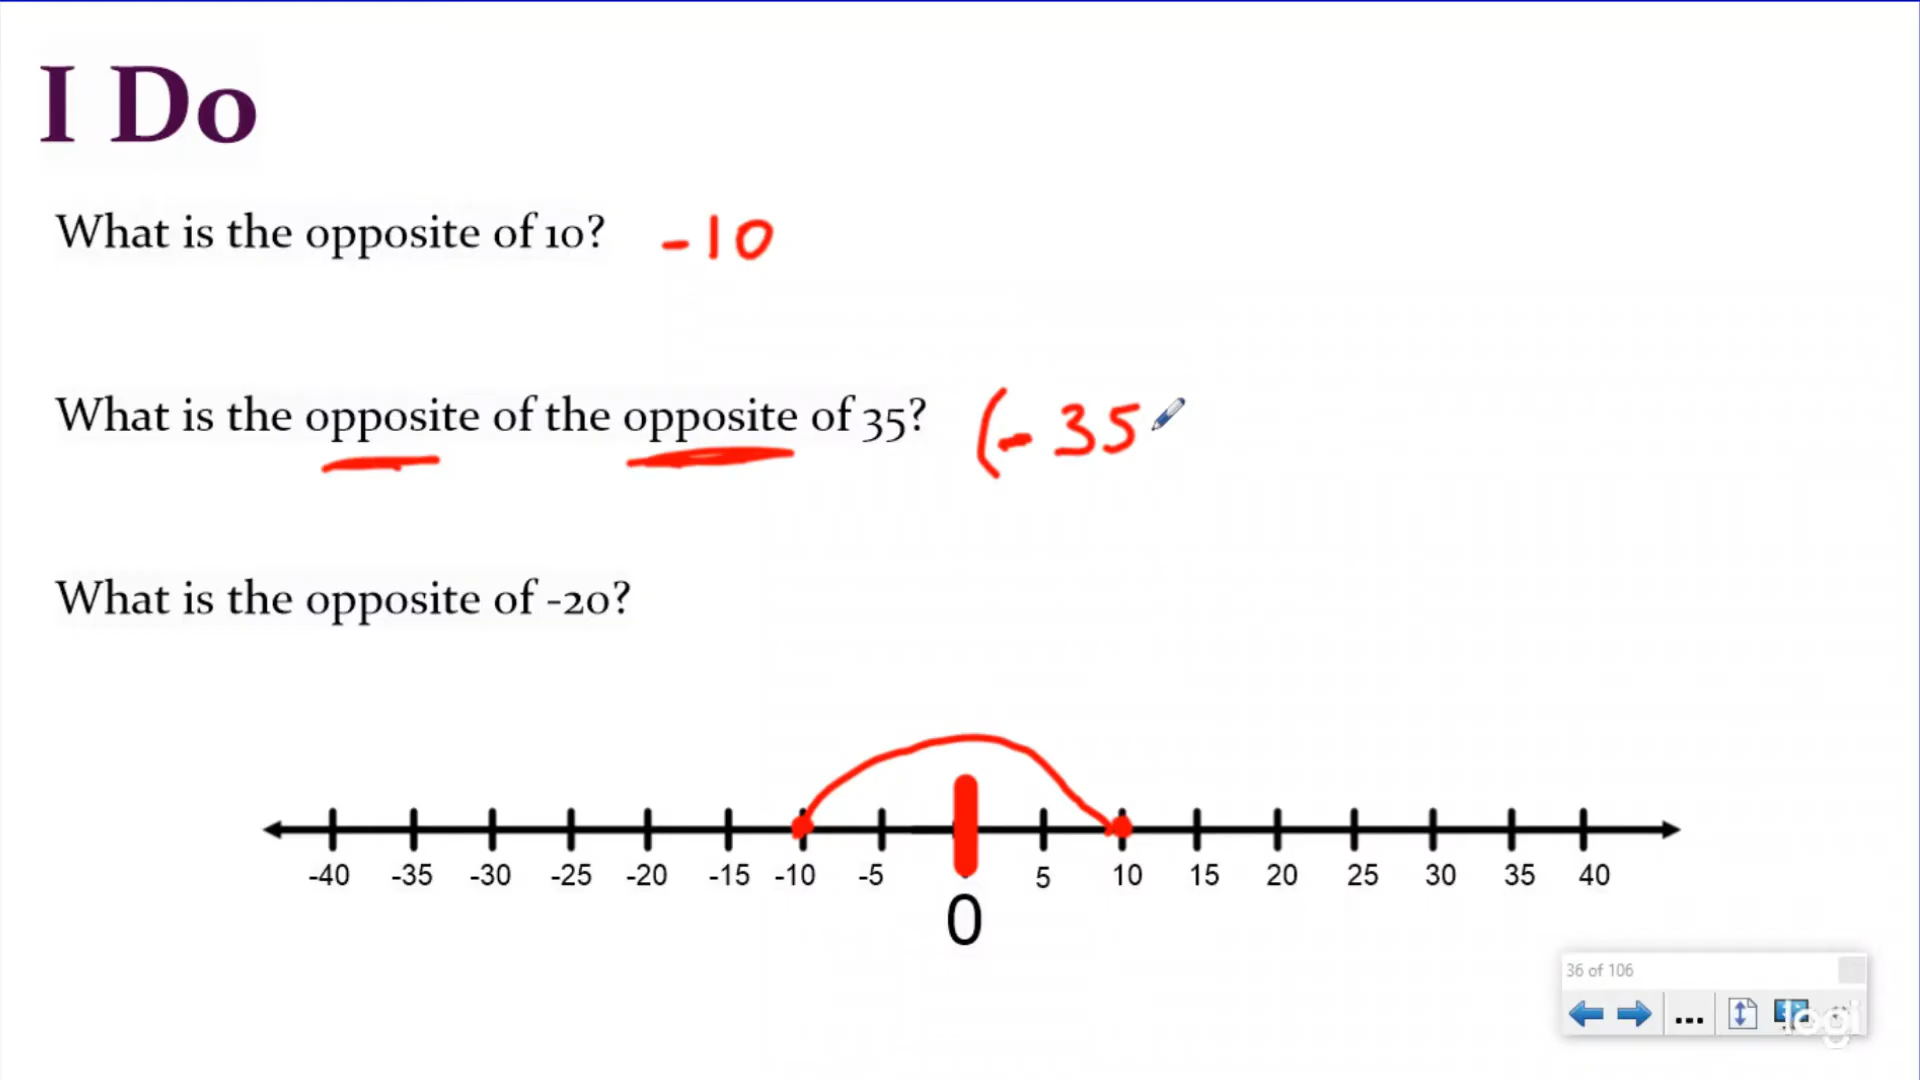 I Do
What is the opposite of 10? -10
What is the opposite of the opposite of 35? (-35
What is the opposite of -20?
-40 -35 -30 -25 -20 -15 -10 -5 5 10 15 20 25 30 35 40
0
36 of 106
...
logi